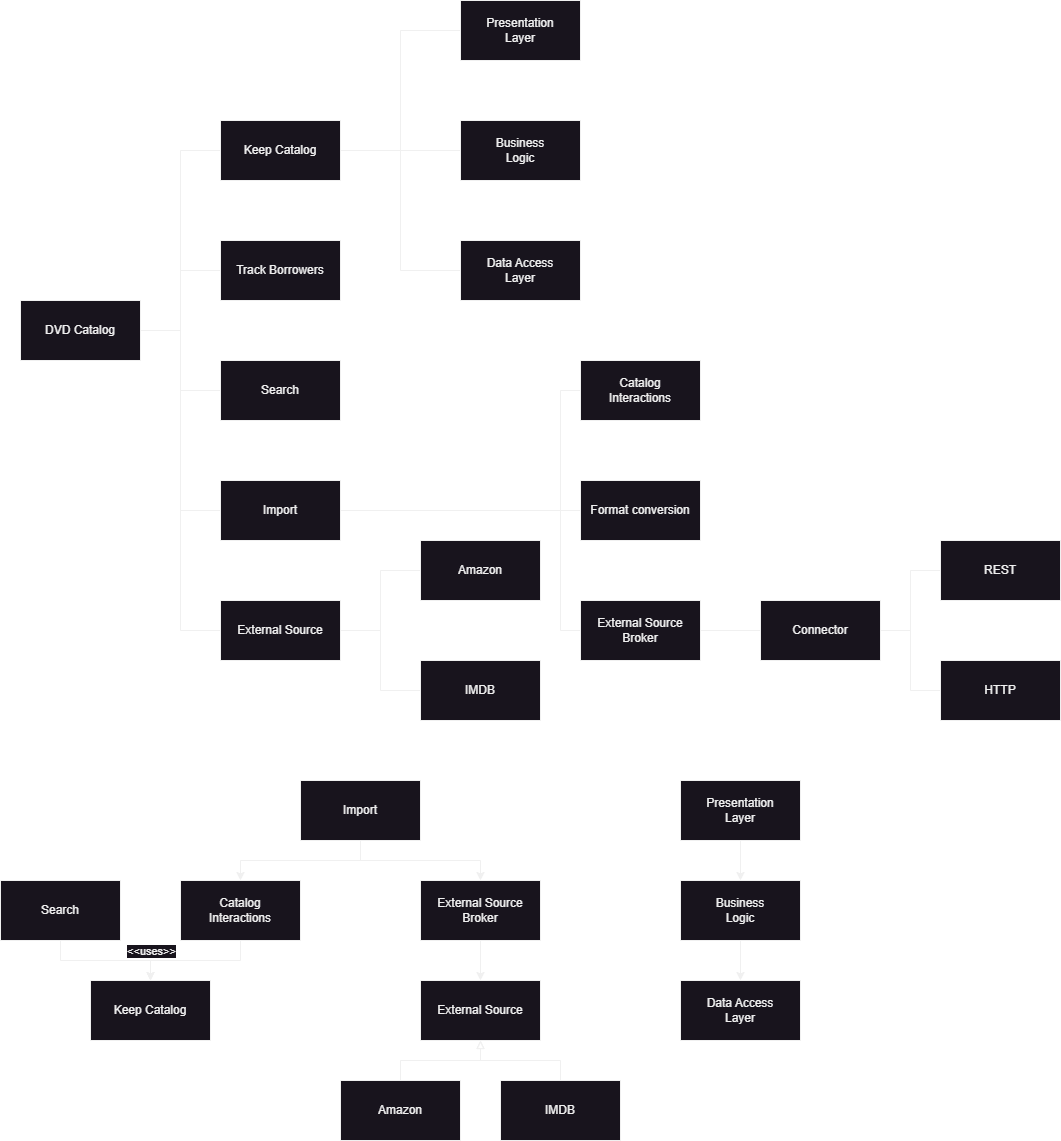 Presentation
Layer
Keep Catalog
Business
Logic
Track Borrowers
Data Access
Layer
DVD Catalog
Search
Catalog
Interactions
Import
Format conversion
Amazon
REST
External Source
External Source
Broker
Connector
IMDB
HTTP
Import
Presentation
Layer
Search
Catalog
Interactions
External Source
Broker
Business
Logic
<<uses>>
Keep Catalog
External Source
Data Access
Layer
Amazon
IMDB